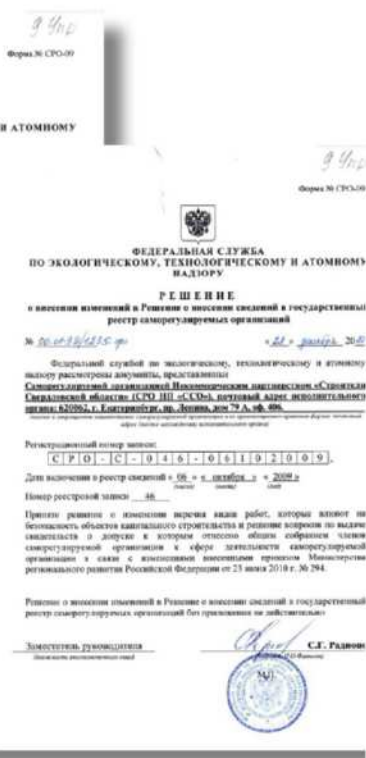 9 Упр
Форма № СРО-09
И АТОМНОМУ
9 Упр
Форма № СРО-09
ФЕДЕРАЛЬНАЯ СЛУЖБА
ПО ЭКОЛОГИЧЕСКОМУ, ТЕХНОЛОГИЧЕСКОМУ И АТОМНОМУ
НАДЗОРУ
РЕШЕНИЕ
о внесении изменений в Решение о внесении сведений в государственный
реестр саморегулируемых организаций
№ 20
Федеральной службой по экологическому, технологическому и атомному
надзору рассмотрены документы, представленные
Саморегулируемой организацией Некоммерческим партнерством «Строители
Свердловской области» (СРО НП «ССО»), почтовый адрес исполнительного
органа: 620062, г. Екатеринбург, пр. Ленина, дом 79 А, оф. 406.
Регистрационный номер записи:
С Р О - С - 0 4 6 - 0 6 1 0 2 0 0 9
Дата включения в реестр сведений « 06 » « октября » « 2009 »
Номер реестровой записи 46
Принято решение о изменении перечня видов работ, которые влияют на
безопасность объектов капитального строительства и решение вопросов по выдаче
свидетельств о допуске к которым отнесено общим собранием членов
саморегулируемой организации к сфере деятельности саморегулируемой
организации в связи с изменениями внесенными приказом Министерства
регионального развития Российской Федерации от 23 июня 2010 г. № 294.
Решение о внесении изменений в Решение о внесении сведений в государственный
реестр саморегулируемых организаций без приложения не действительно
Заместитель руководителя С.Г. Радион
М.П.